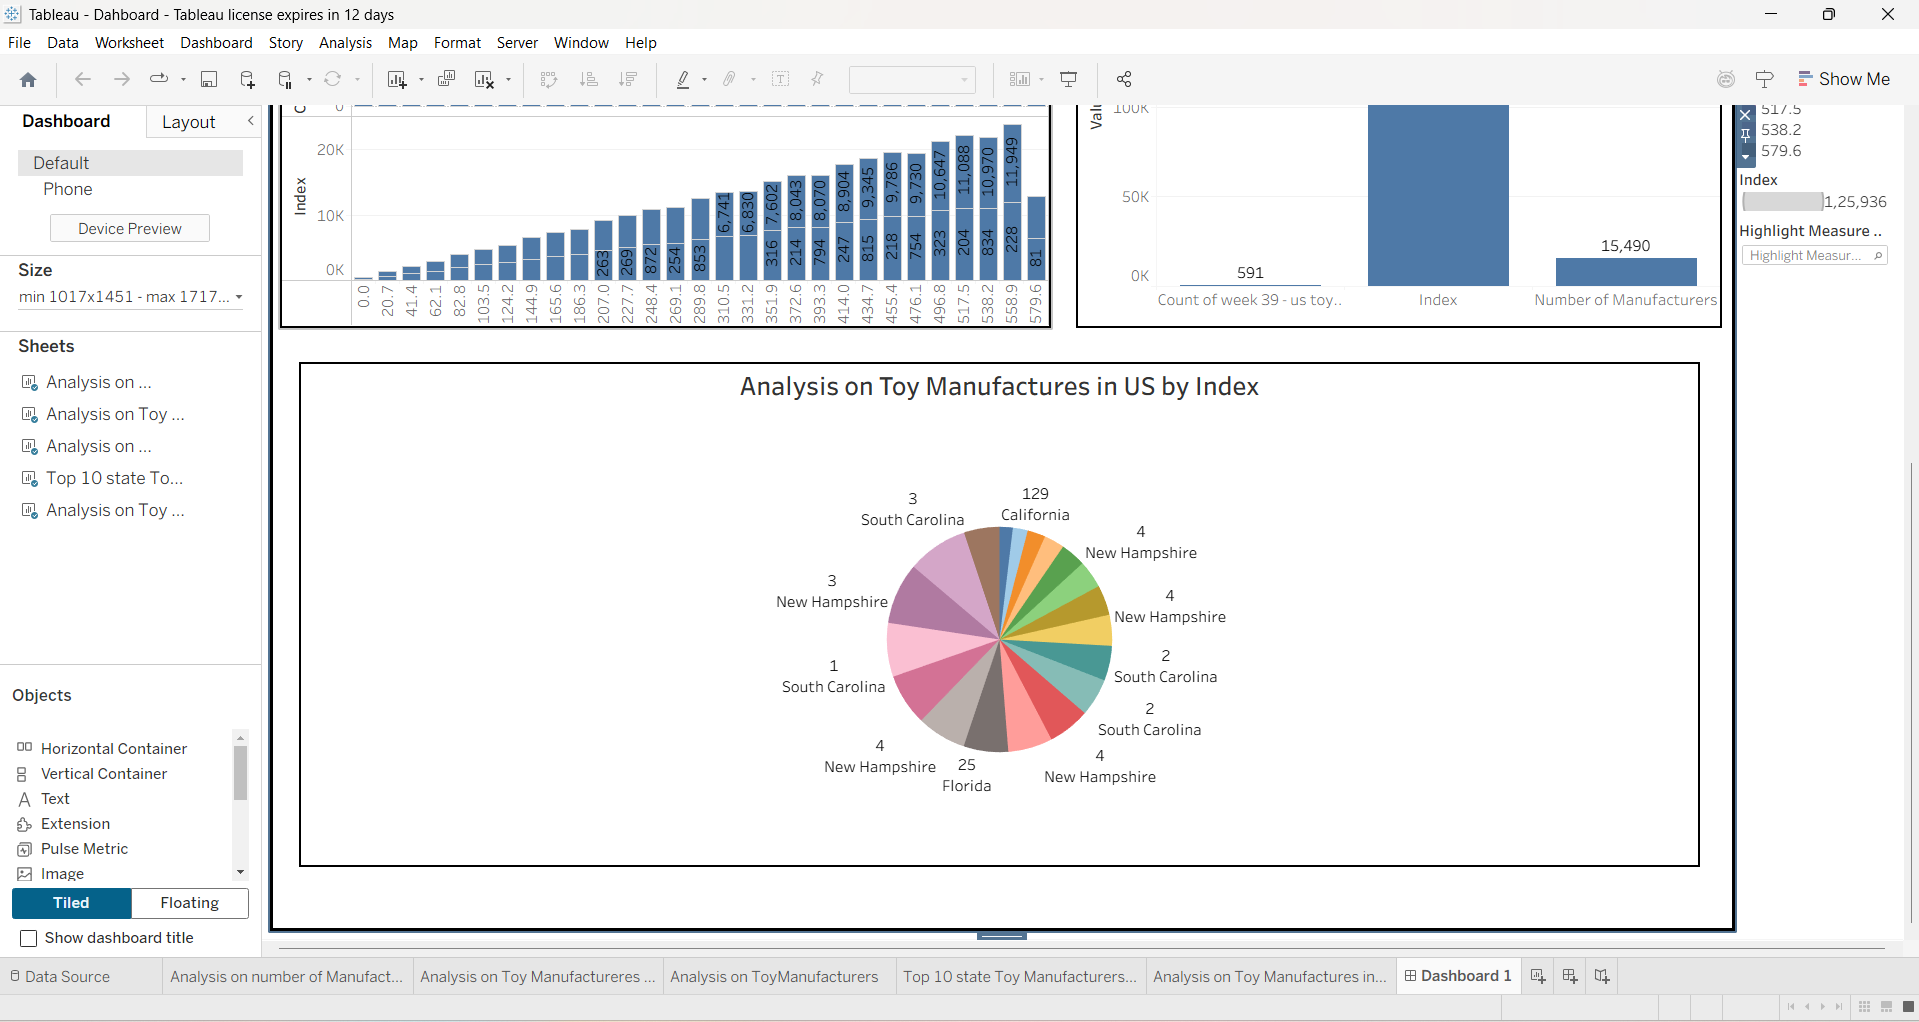 Tableau - Dahboard - Tableau license expires in 12 days
File Data Worksheet Dashboard Story Analysis Map Format Server Window Help
Show Me
Dashboard Layout
Default
Phone
Device Preview
Size
min 1017x1451 - max 1717...
Sheets
Analysis on ...
Analysis on Toy ...
Analysis on ...
Top 10 state To...
Analysis on Toy ...
Objects
Horizontal Container
Vertical Container
Text
Extension
Pulse Metric
Image
Tiled Floating
Show dashboard title
Index
20K
10K
0K
263
269
872
254
853
6,741
6,830
316 7,602
214 8,043
794 8,070
247 8,904
815 9,345
218 9,786
754 9,730
323 10,647
204 11,088
834 10,970
228 11,949
81
0.0 20.7 41.4 62.1 82.8 103.5 124.2 144.9 165.6 186.3 207.0 227.7 248.4 269.1 289.8 310.5 331.2 351.9 372.6 393.3 414.0 434.7 455.4 476.1 496.8 517.5 538.2 558.9 579.6
100K
50K
0K
591
15,490
Count of week 39 - us toy..
Index
Number of Manufacturers
517.5
538.2
579.6
Index
1,25,936
Highlight Measure ..
Highlight Measur...
Analysis on Toy Manufactures in US by Index
129
California
4
New Hampshire
4
New Hampshire
2
South Carolina
2
South Carolina
4
New Hampshire
25
Florida
4
New Hampshire
1
South Carolina
3
New Hampshire
3
South Carolina
Data Source
Analysis on number of Manufact...
Analysis on Toy Manufactureres ...
Analysis on ToyManufacturers
Top 10 state Toy Manufacturers...
Analysis on Toy Manufactures in...
Dashboard 1